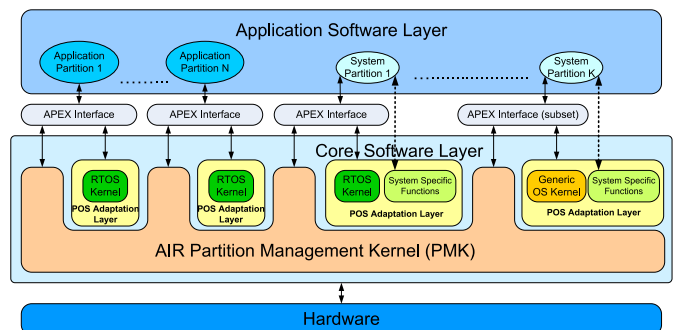 Application Software Layer
Application
Partition 1
Application
Partition N
System
Partition 1
System
Partition K
APEX Interface
APEX Interface
APEX Interface
APEX Interface (subset)
Core Software Layer
RTOS
Kernel
POS Adaptation
Layer
RTOS
Kernel
POS Adaptation
Layer
RTOS
Kernel
System Specific
Functions
POS Adaptation Layer
Generic
OS Kernel
System Specific
Functions
POS Adaptation Layer
AIR Partition Management Kernel (PMK)
Hardware